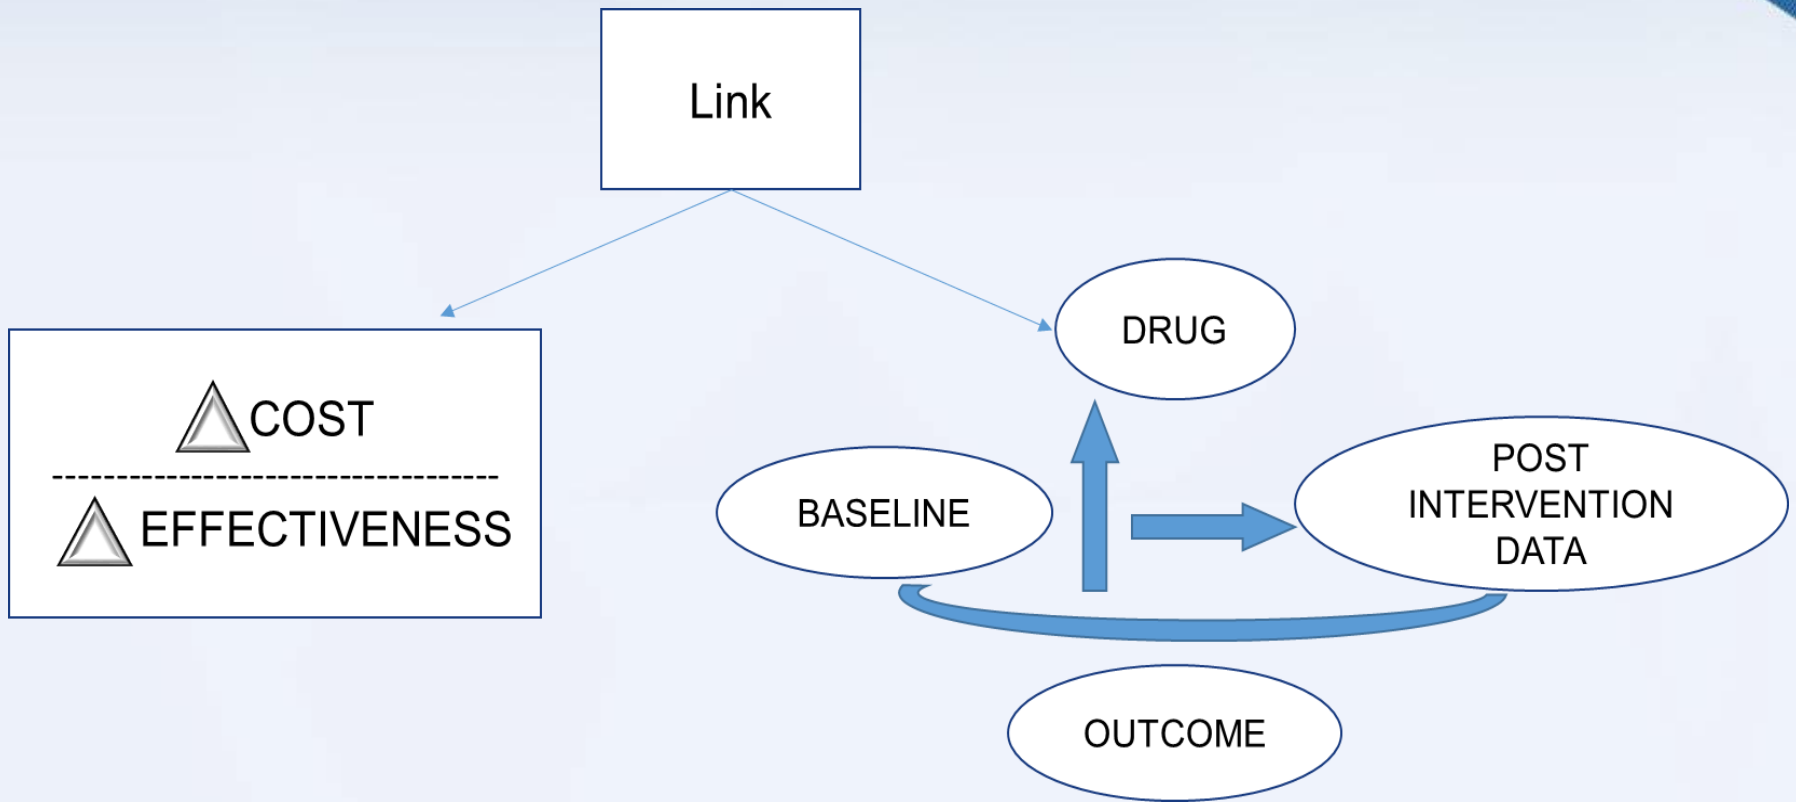 Link
COST
-----------------------------------
EFFECTIVENESS
DRUG
BASELINE
POST
INTERVENTION
DATA
OUTCOME